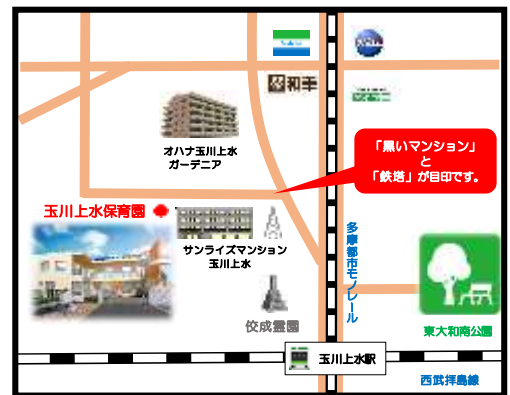 和幸
オハナ玉川上水
ガーデニア
「黒いマンション」
と
「鉄塔」が目印です。
玉川上水保育園
サンライズマンション
玉川上水
多摩都市モノレール
佼成霊園
東大和南公園
玉川上水駅
西武拝島線